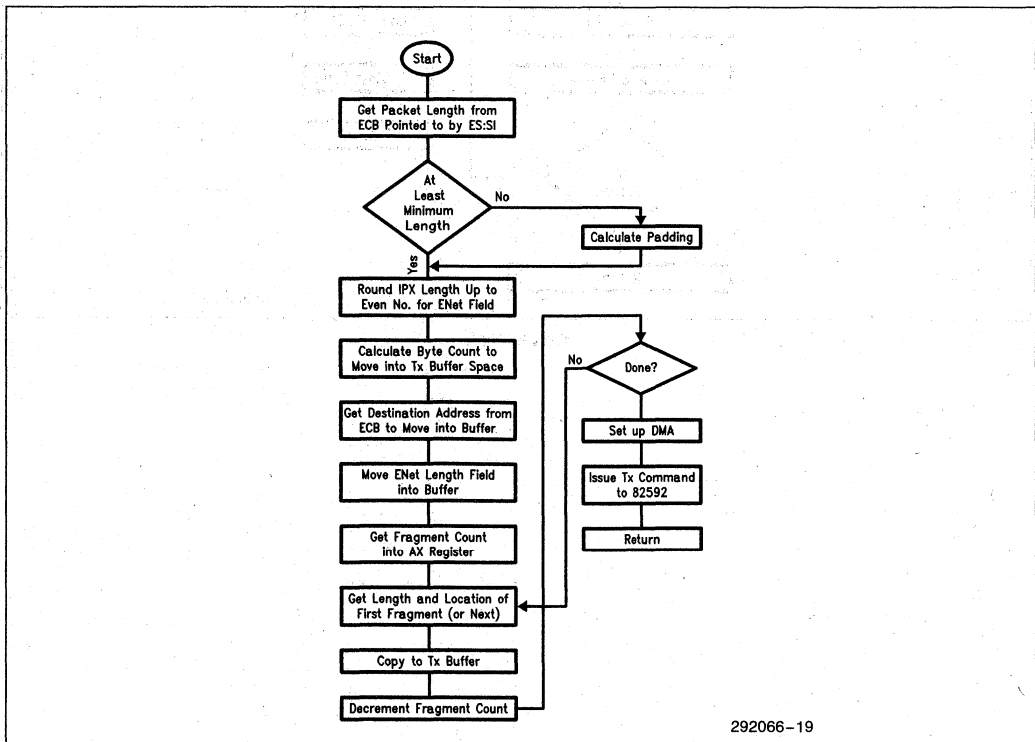 Start
Get Packet Length from
ECB Pointed to by ES:SI
At
Least
Minimum
Length
No
Calculate Padding
Yes
Round IPX Length Up to
Even No. for ENet Field
Calculate Byte Count to
Move into Tx Buffer Space
Get Destination Address from
ECB to Move into Buffer
Move ENet Length Field
into Buffer
Get Fragment Count
into AX Register
Get Length and Location of
First Fragment (or Next)
Copy to Tx Buffer
Decrement Fragment Count
No
Done?
Set up DMA
Issue Tx Command
to 82592
Return
292066-19